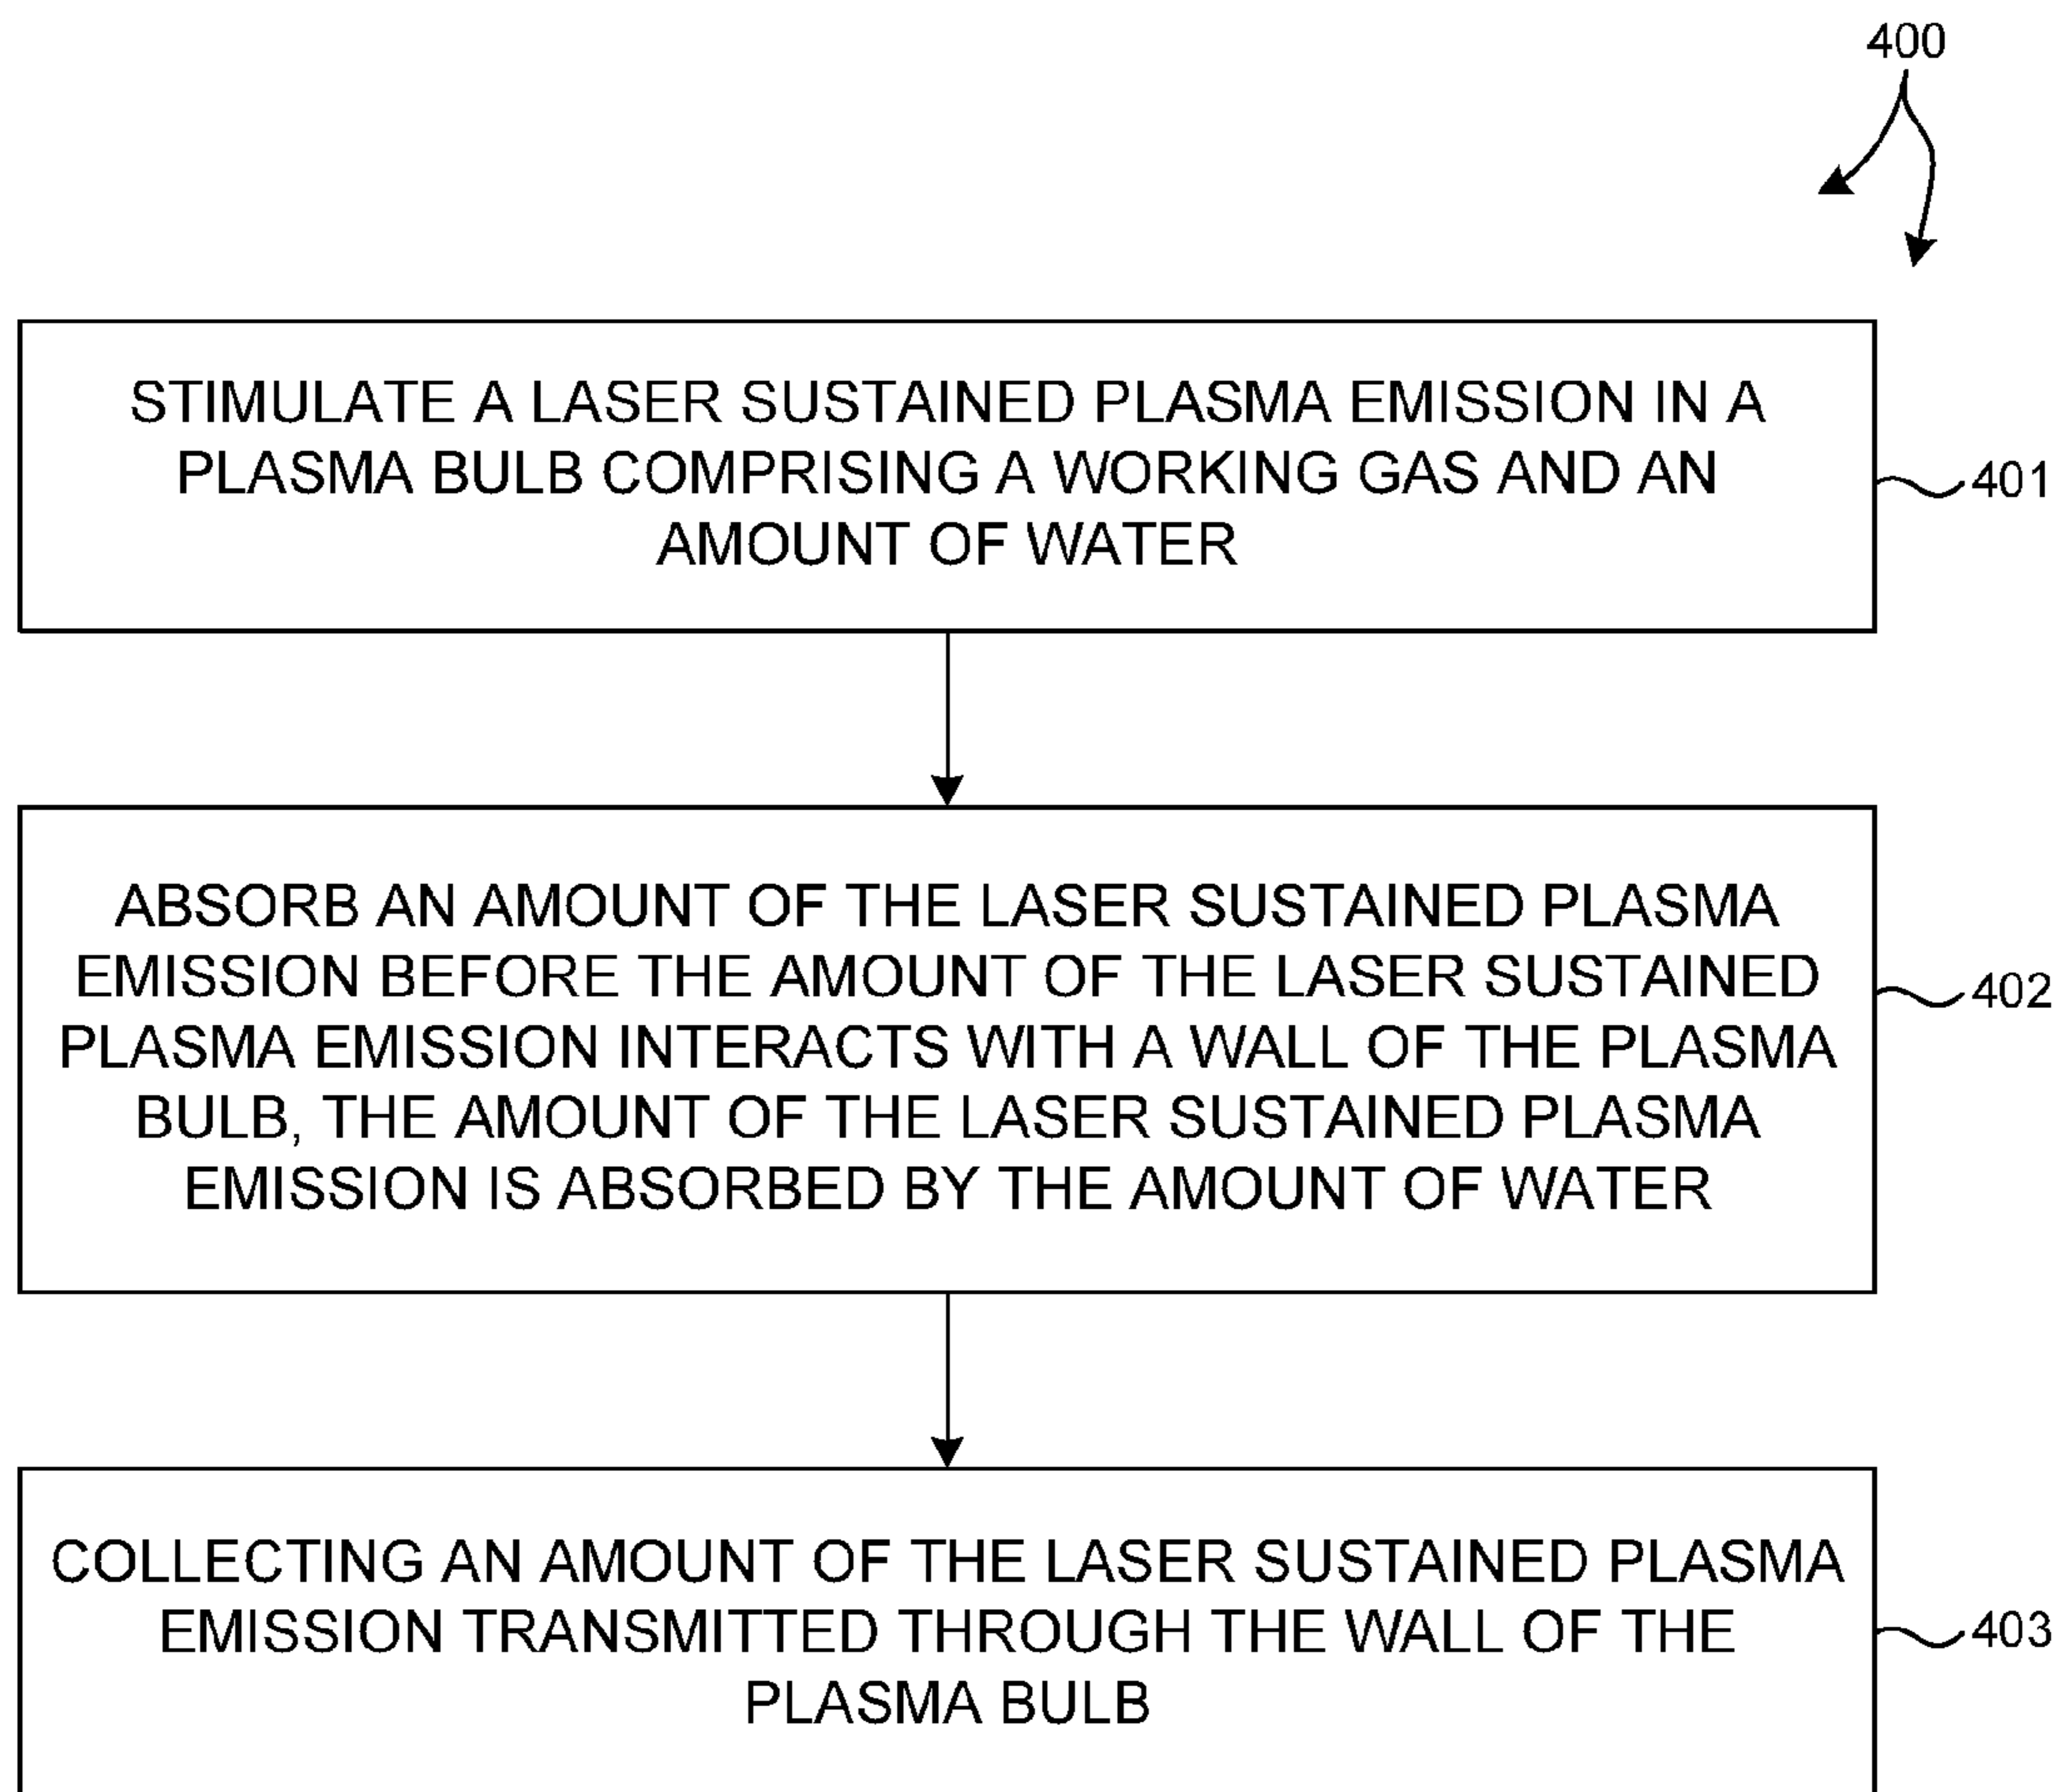 400
STIMULATE A LASER SUSTAINED PLASMA EMISSION IN A
PLASMA BULB COMPRISING A WORKING GAS AND AN
AMOUNT OF WATER
401
ABSORB AN AMOUNT OF THE LASER SUSTAINED PLASMA
EMISSION BEFORE THE AMOUNT OF THE LASER SUSTAINED
PLASMA EMISSION INTERACTS WITH A WALL OF THE PLASMA
BULB, THE AMOUNT OF THE LASER SUSTAINED PLASMA
EMISSION IS ABSORBED BY THE AMOUNT OF WATER
402
COLLECTING AN AMOUNT OF THE LASER SUSTAINED PLASMA
EMISSION TRANSMITTED THROUGH THE WALL OF THE
PLASMA BULB
403